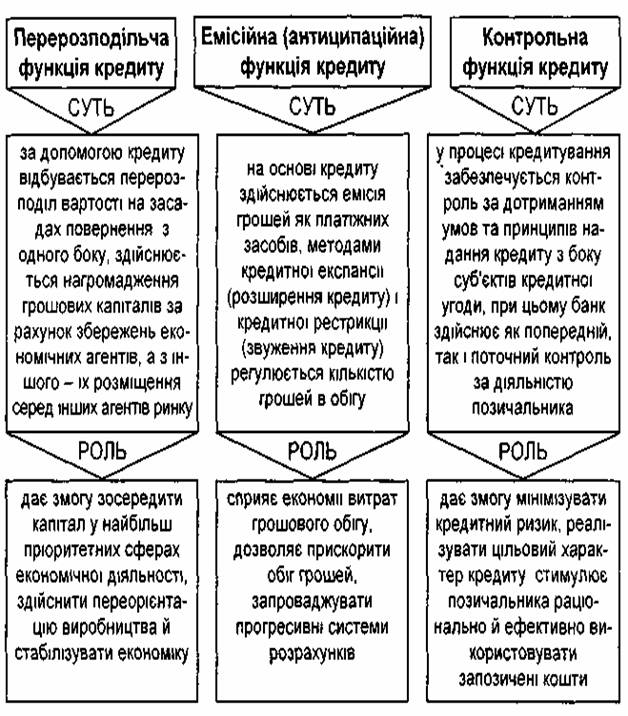 Перерозподільча
функція кредиту
СУТЬ
за допомогою кредиту
відбувається перероз-
поділ вартості на заса-
дах повернення з
одного боку, здійснює-
ться нагромадження
грошових капіталів за
рахунок збережень еко-
номічних агентів, а з ін-
шого – їх розміщення
серед інших агентів ринку
РОЛЬ
дає змогу зосередити
капітал у найбільш
пріоритетних сферах
економічної діяльності,
здійснити переорієнта-
цію виробництва й
стабілізувати економіку
Емісійна (антиципаційна)
функція кредиту
СУТЬ
на основі кредиту
здійснюється емісія
грошей як платіжних
засобів, методами
кредитної експансії
(розширення кредиту) і
кредитної рестрикції
(звуження кредиту)
регулюється кількістю
грошей в обігу
РОЛЬ
сприяє економії витрат
грошового обігу,
дозволяє прискорити
обіг грошей,
запроваджувати
прогресивні системи
розрахунків
Контрольна
функція кредиту
СУТЬ
у процесі кредитування
забезпечується конт-
роль за дотриманням
умов та принципів на-
дання кредиту з боку
суб'єктів кредитної
угоди, при цьому банк
здійснює як попередній,
так і поточний контроль
за діяльністю
позичальника
РОЛЬ
дає змогу мінімізувати
кредитний ризик, реалі-
зувати цільовий харак-
тер кредиту стимулює
позичальника раціо-
нально й ефективно ви-
користовувати
запозичені кошти